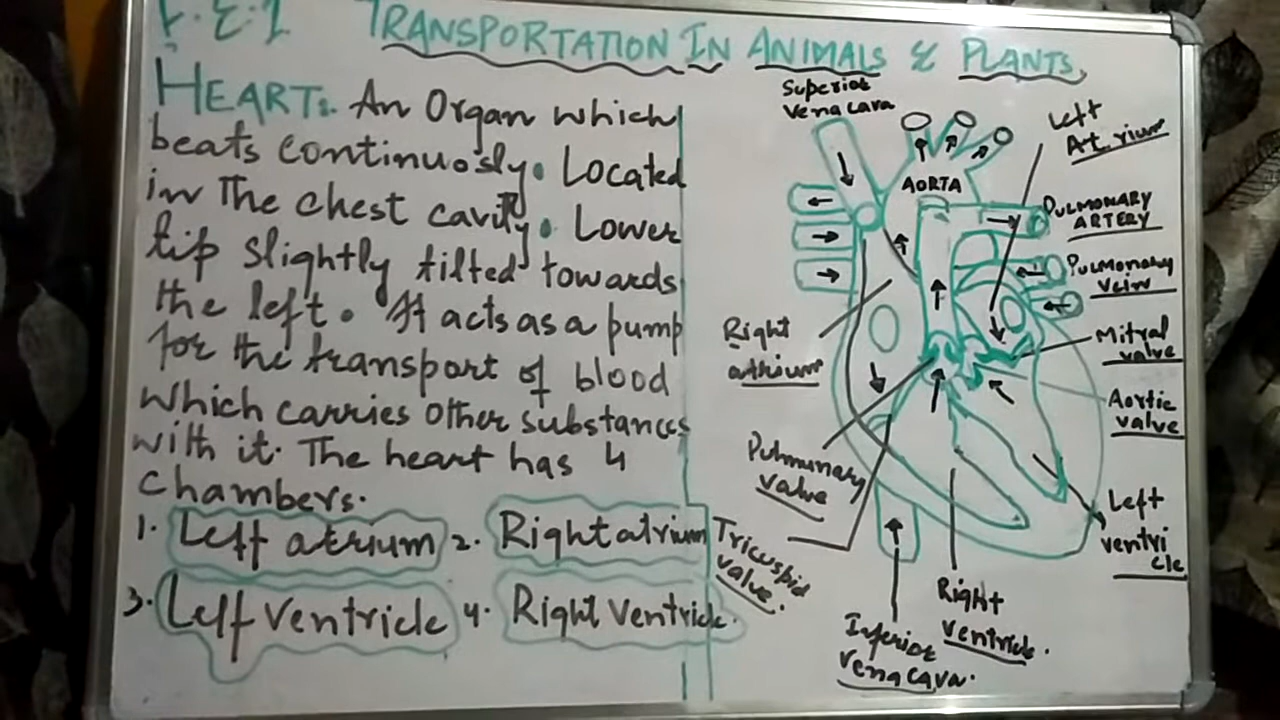 P.E:1. TRANSPORTATION IN ANIMALS & PLANTS,
HEART: An Organ which
beats continuosly. Located
in The chest cavity. Lower
tip slightly tilted towards
the left. It acts as a pump
for the transport of blood
which carries other substances
with it. The heart has 4
chambers.
1. Left atrium 2. Right atrium
3. Left Ventricle 4. Right Ventricle.
Superior
vena cava
Left
Atrium
AORTA
PULMONARY
ARTERY
Pulmonary
vein
Right
atrium
Mitral
valve
Aortic
valve
Pulmunary
valve
Left
ventri
cle
Tricuspid
valve.
Right
ventricle.
Inferior
vena cava.